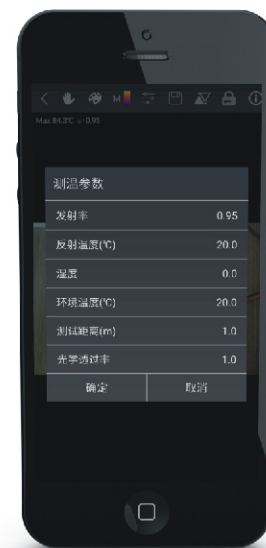 Max:84.3℃ ε:0.95
测温参数
发射率 0.95
反射温度(℃) 20.0
湿度 0.0
环境温度(℃) 20.0
测试距离(m) 1.0
光学透过率 1.0
确定 取消